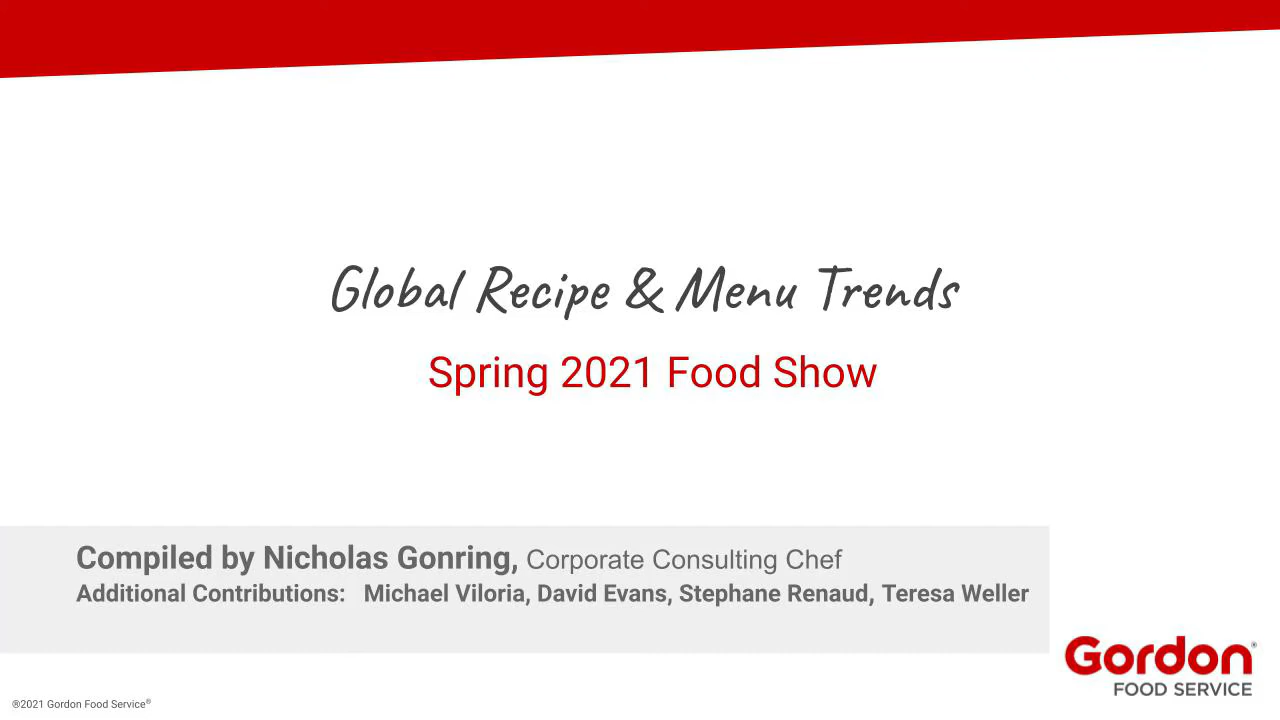 Global Recipe & Menu Trends
Spring 2021 Food Show
Compiled by Nicholas Gonring, Corporate Consulting Chef
Additional Contributions: Michael Viloria, David Evans, Stephane Renaud, Teresa Weller
Gordon®
FOOD SERVICE
®2021 Gordon Food Service®